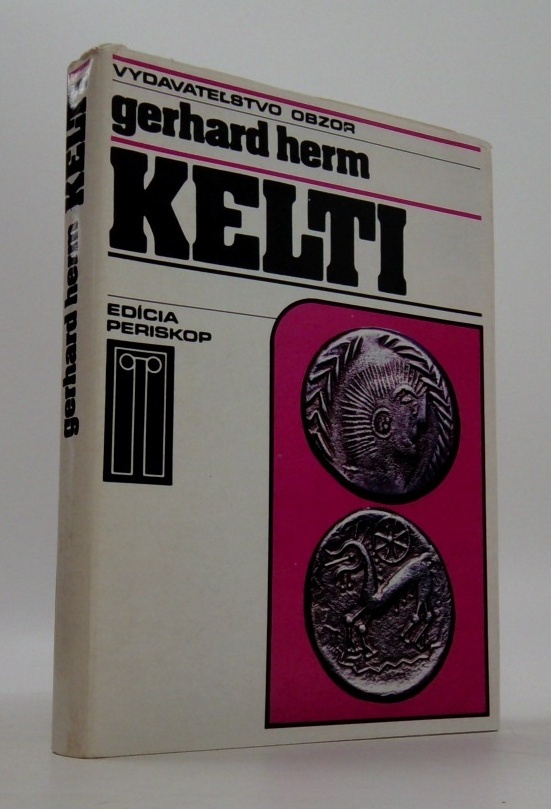 VYDAVATEĽSTVO OBZOR
gerhard herm
KELTI
EDÍCIA
PERISKOP
gerhard herm KELTI